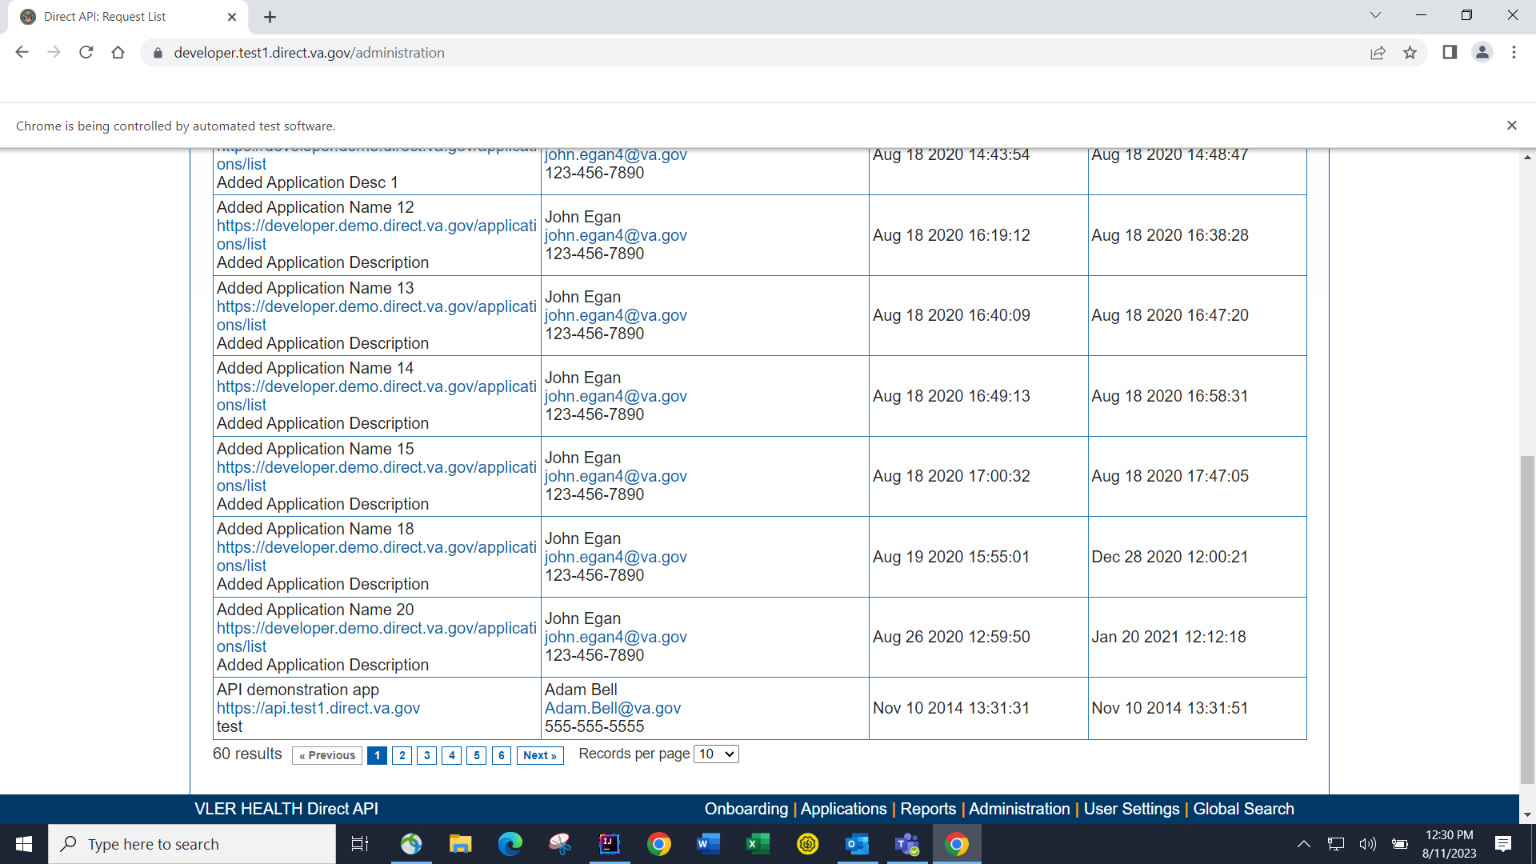 Direct API: Request List
developer.test1.direct.va.gov/administration
Chrome is being controlled by automated test software.
https://developer.demo.direct.va.gov/applicati
ons/list
Added Application Desc 1
john.egan4@va.gov
123-456-7890
Aug 18 2020 14:43:54
Aug 18 2020 14:48:47
Added Application Name 12
https://developer.demo.direct.va.gov/applicati
ons/list
Added Application Description
John Egan
john.egan4@va.gov
123-456-7890
Aug 18 2020 16:19:12
Aug 18 2020 16:38:28
Added Application Name 13
https://developer.demo.direct.va.gov/applicati
ons/list
Added Application Description
John Egan
john.egan4@va.gov
123-456-7890
Aug 18 2020 16:40:09
Aug 18 2020 16:47:20
Added Application Name 14
https://developer.demo.direct.va.gov/applicati
ons/list
Added Application Description
John Egan
john.egan4@va.gov
123-456-7890
Aug 18 2020 16:49:13
Aug 18 2020 16:58:31
Added Application Name 15
https://developer.demo.direct.va.gov/applicati
ons/list
Added Application Description
John Egan
john.egan4@va.gov
123-456-7890
Aug 18 2020 17:00:32
Aug 18 2020 17:47:05
Added Application Name 18
https://developer.demo.direct.va.gov/applicati
ons/list
Added Application Description
John Egan
john.egan4@va.gov
123-456-7890
Aug 19 2020 15:55:01
Dec 28 2020 12:00:21
Added Application Name 20
https://developer.demo.direct.va.gov/applicati
ons/list
Added Application Description
John Egan
john.egan4@va.gov
123-456-7890
Aug 26 2020 12:59:50
Jan 20 2021 12:12:18
API demonstration app
https://api.test1.direct.va.gov
test
Adam Bell
Adam.Bell@va.gov
555-555-5555
Nov 10 2014 13:31:31
Nov 10 2014 13:31:51
60 results « Previous 1 2 3 4 5 6 Next » Records per page 10
VLER HEALTH Direct API
Onboarding | Applications | Reports | Administration | User Settings | Global Search
Type here to search
12:30 PM
8/11/2023